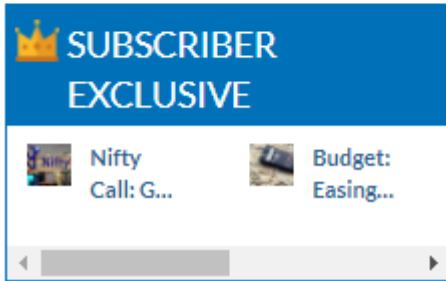 SUBSCRIBER
EXCLUSIVE
Nifty
Call: G...
Budget:
Easing...